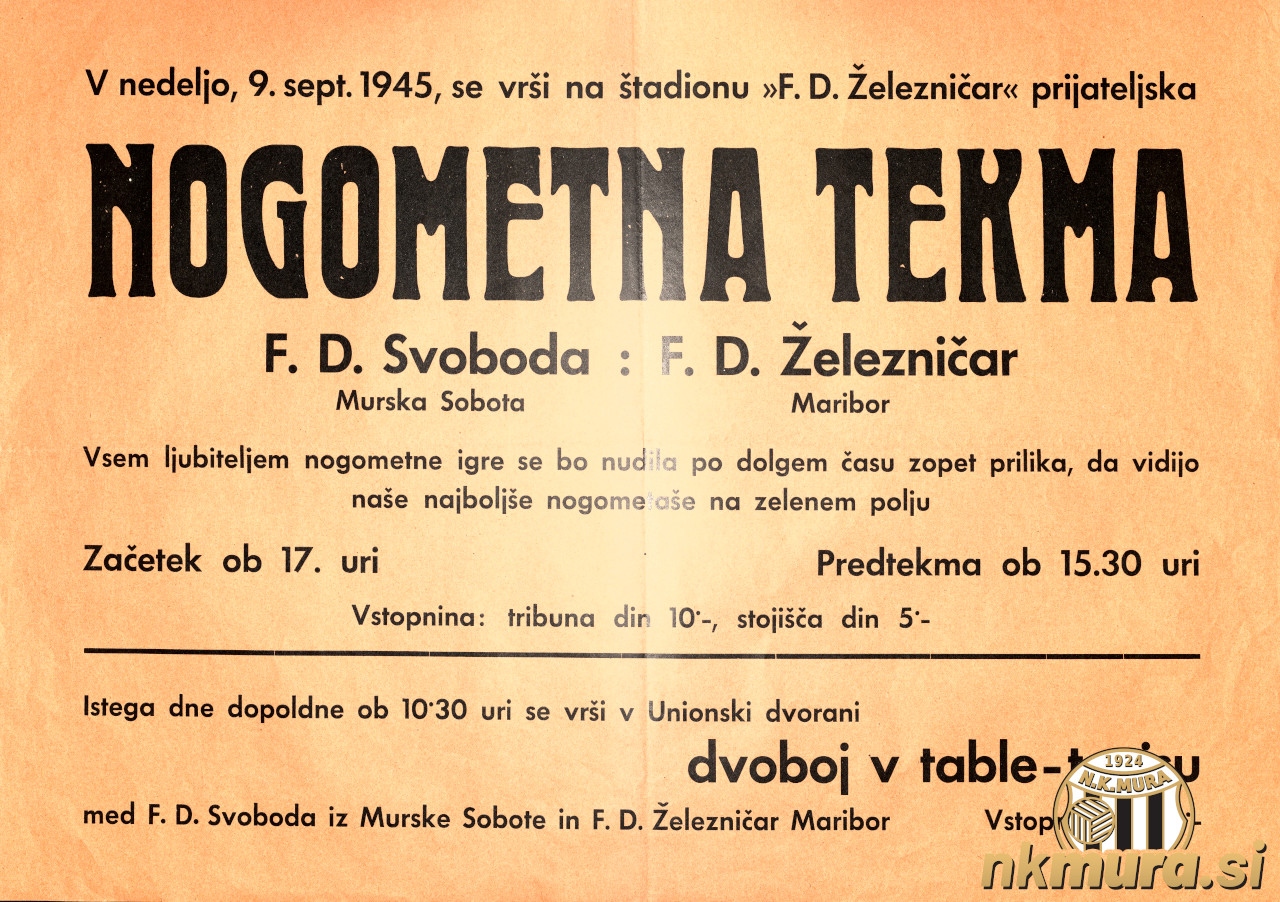 V nedeljo, 9. sept. 1945, se vrši na štadionu »F. D. Železničar« prijateljska
NOGOMETNA TEKMA
F. D. Svoboda : F. D. Železničar
Murska Sobota Maribor
Vsem ljubiteljem nogometne igre se bo nudila po dolgem času zopet prilika, da vidijo
naše najboljše nogometaše na zelenem polju
Začetek ob 17. uri Predtekma ob 15.30 uri
Vstopnina: tribuna din 10·-, stojišča din 5·-
Istega dne dopoldne ob 10·30 uri se vrši v Unionski dvorani
dvoboj v table-
med F. D. Svoboda iz Murske Sobote in F. D. Železničar Maribor
1924
N.K.MURA
nkmura.si